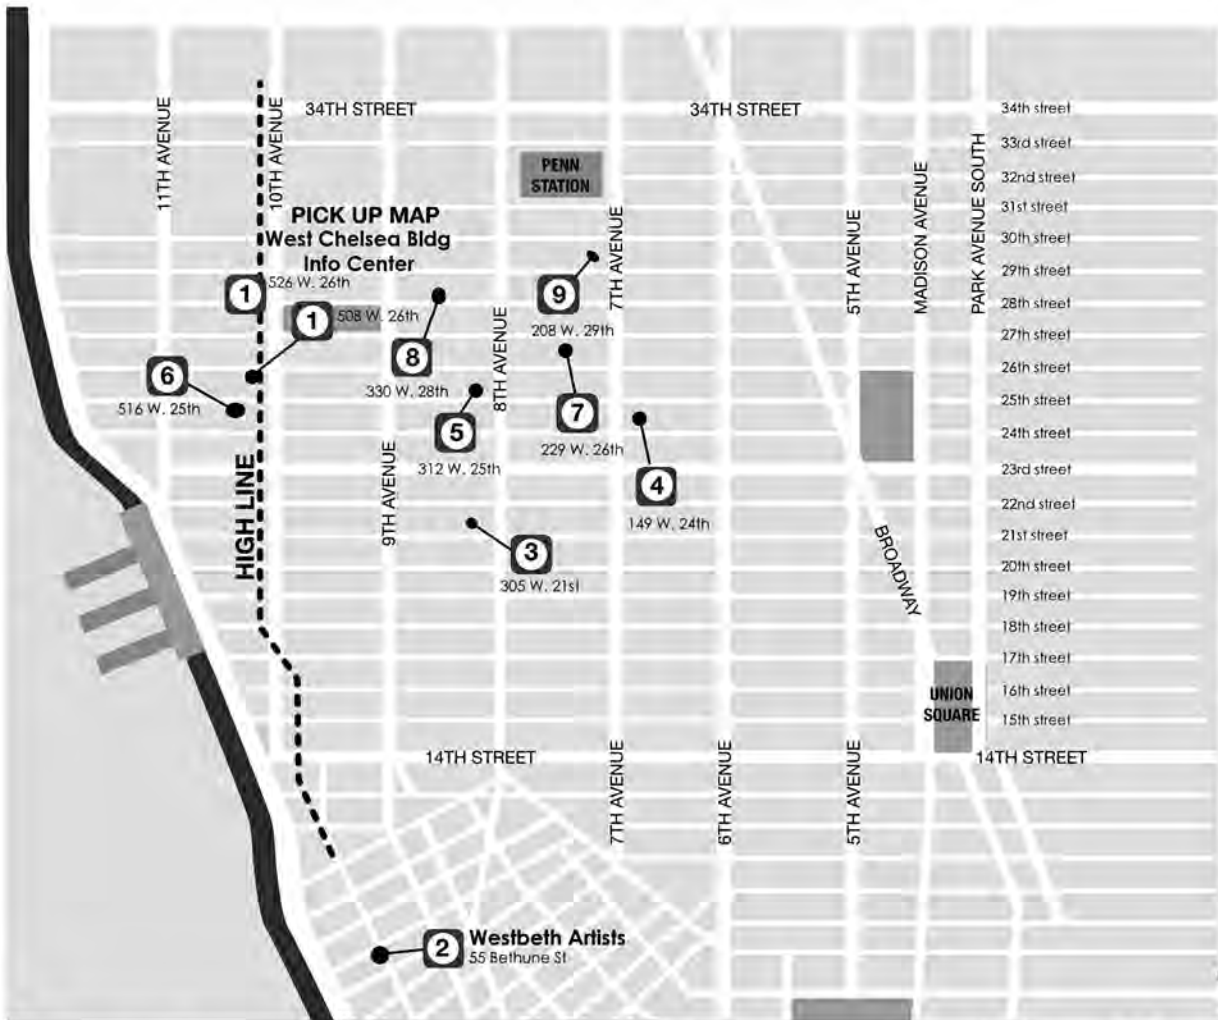 34TH STREET
34TH STREET
34th street
11TH AVENUE
10TH AVENUE
33rd street
PENN
STATION
32nd street
31st street
PICK UP MAP
West Chelsea Bldg
Info Center
7TH AVENUE
5TH AVENUE
MADISON AVENUE
PARK AVENUE SOUTH
30th street
29th street
526 W. 26th
1
9
28th street
1
508 W. 26th
208 W. 29th
27th street
8TH AVENUE
8
330 W. 28th
6
516 W. 25th
26th street
25th street
7
229 W. 26th
5
312 W. 25th
24th street
23rd street
4
149 W. 24th
22nd street
9TH AVENUE
HIGH LINE
21st street
3
305 W. 21st
BROADWAY
20th street
19th street
18th street
17th street
UNION
SQUARE
16th street
15th street
14TH STREET
14TH STREET
7TH AVENUE
6TH AVENUE
5TH AVENUE
2
Westbeth Artists
55 Bethune St